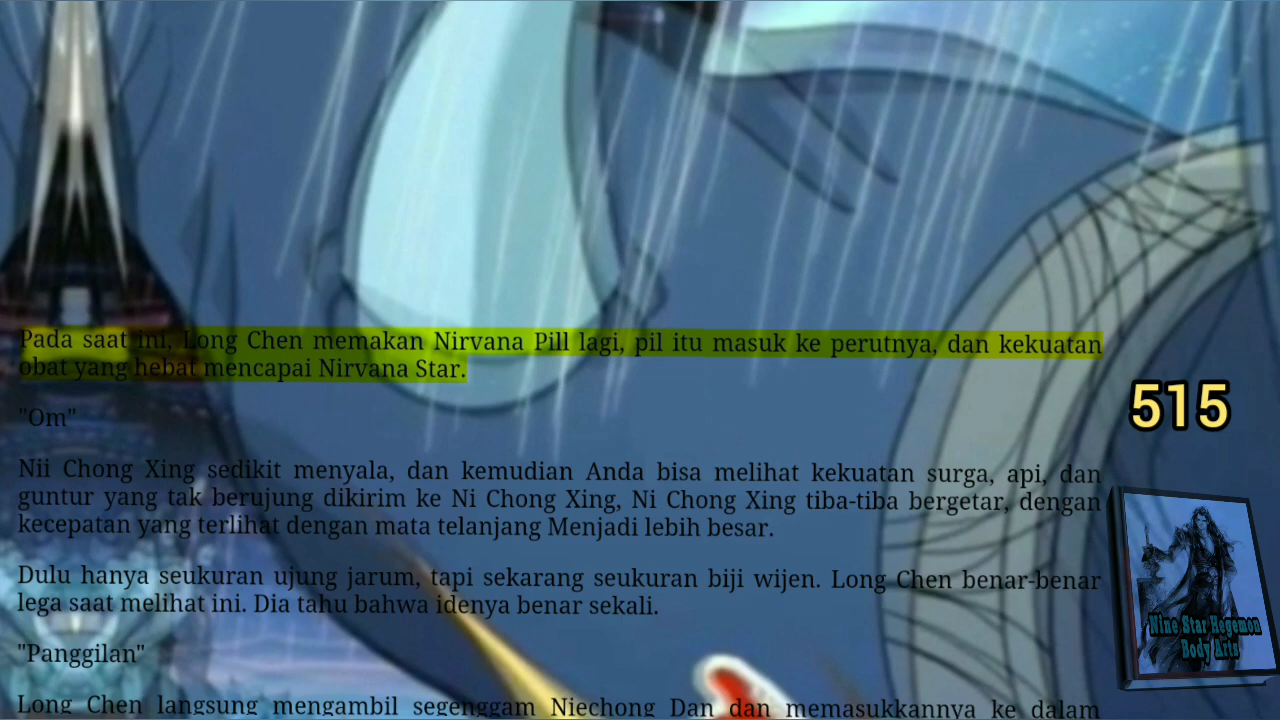 Pada saat ini, Long Chen memakan Nirvana Pill lagi, pil itu masuk ke perutnya, dan kekuatan
obat yang hebat mencapai Nirvana Star.
"Om"
Nii Chong Xing sedikit menyala, dan kemudian Anda bisa melihat kekuatan surga, api, dan
guntur yang tak berujung dikirim ke Ni Chong Xing, Ni Chong Xing tiba-tiba bergetar, dengan
kecepatan yang terlihat dengan mata telanjang Menjadi lebih besar.
Dulu hanya seukuran ujung jarum, tapi sekarang seukuran biji wijen. Long Chen benar-benar
lega saat melihat ini. Dia tahu bahwa idenya benar sekali.
"Panggilan"
Long Chen langsung mengambil segenggam Niechong Dan dan memasukkannya ke dalam
515
Nine Star Hegemon
Body Arts